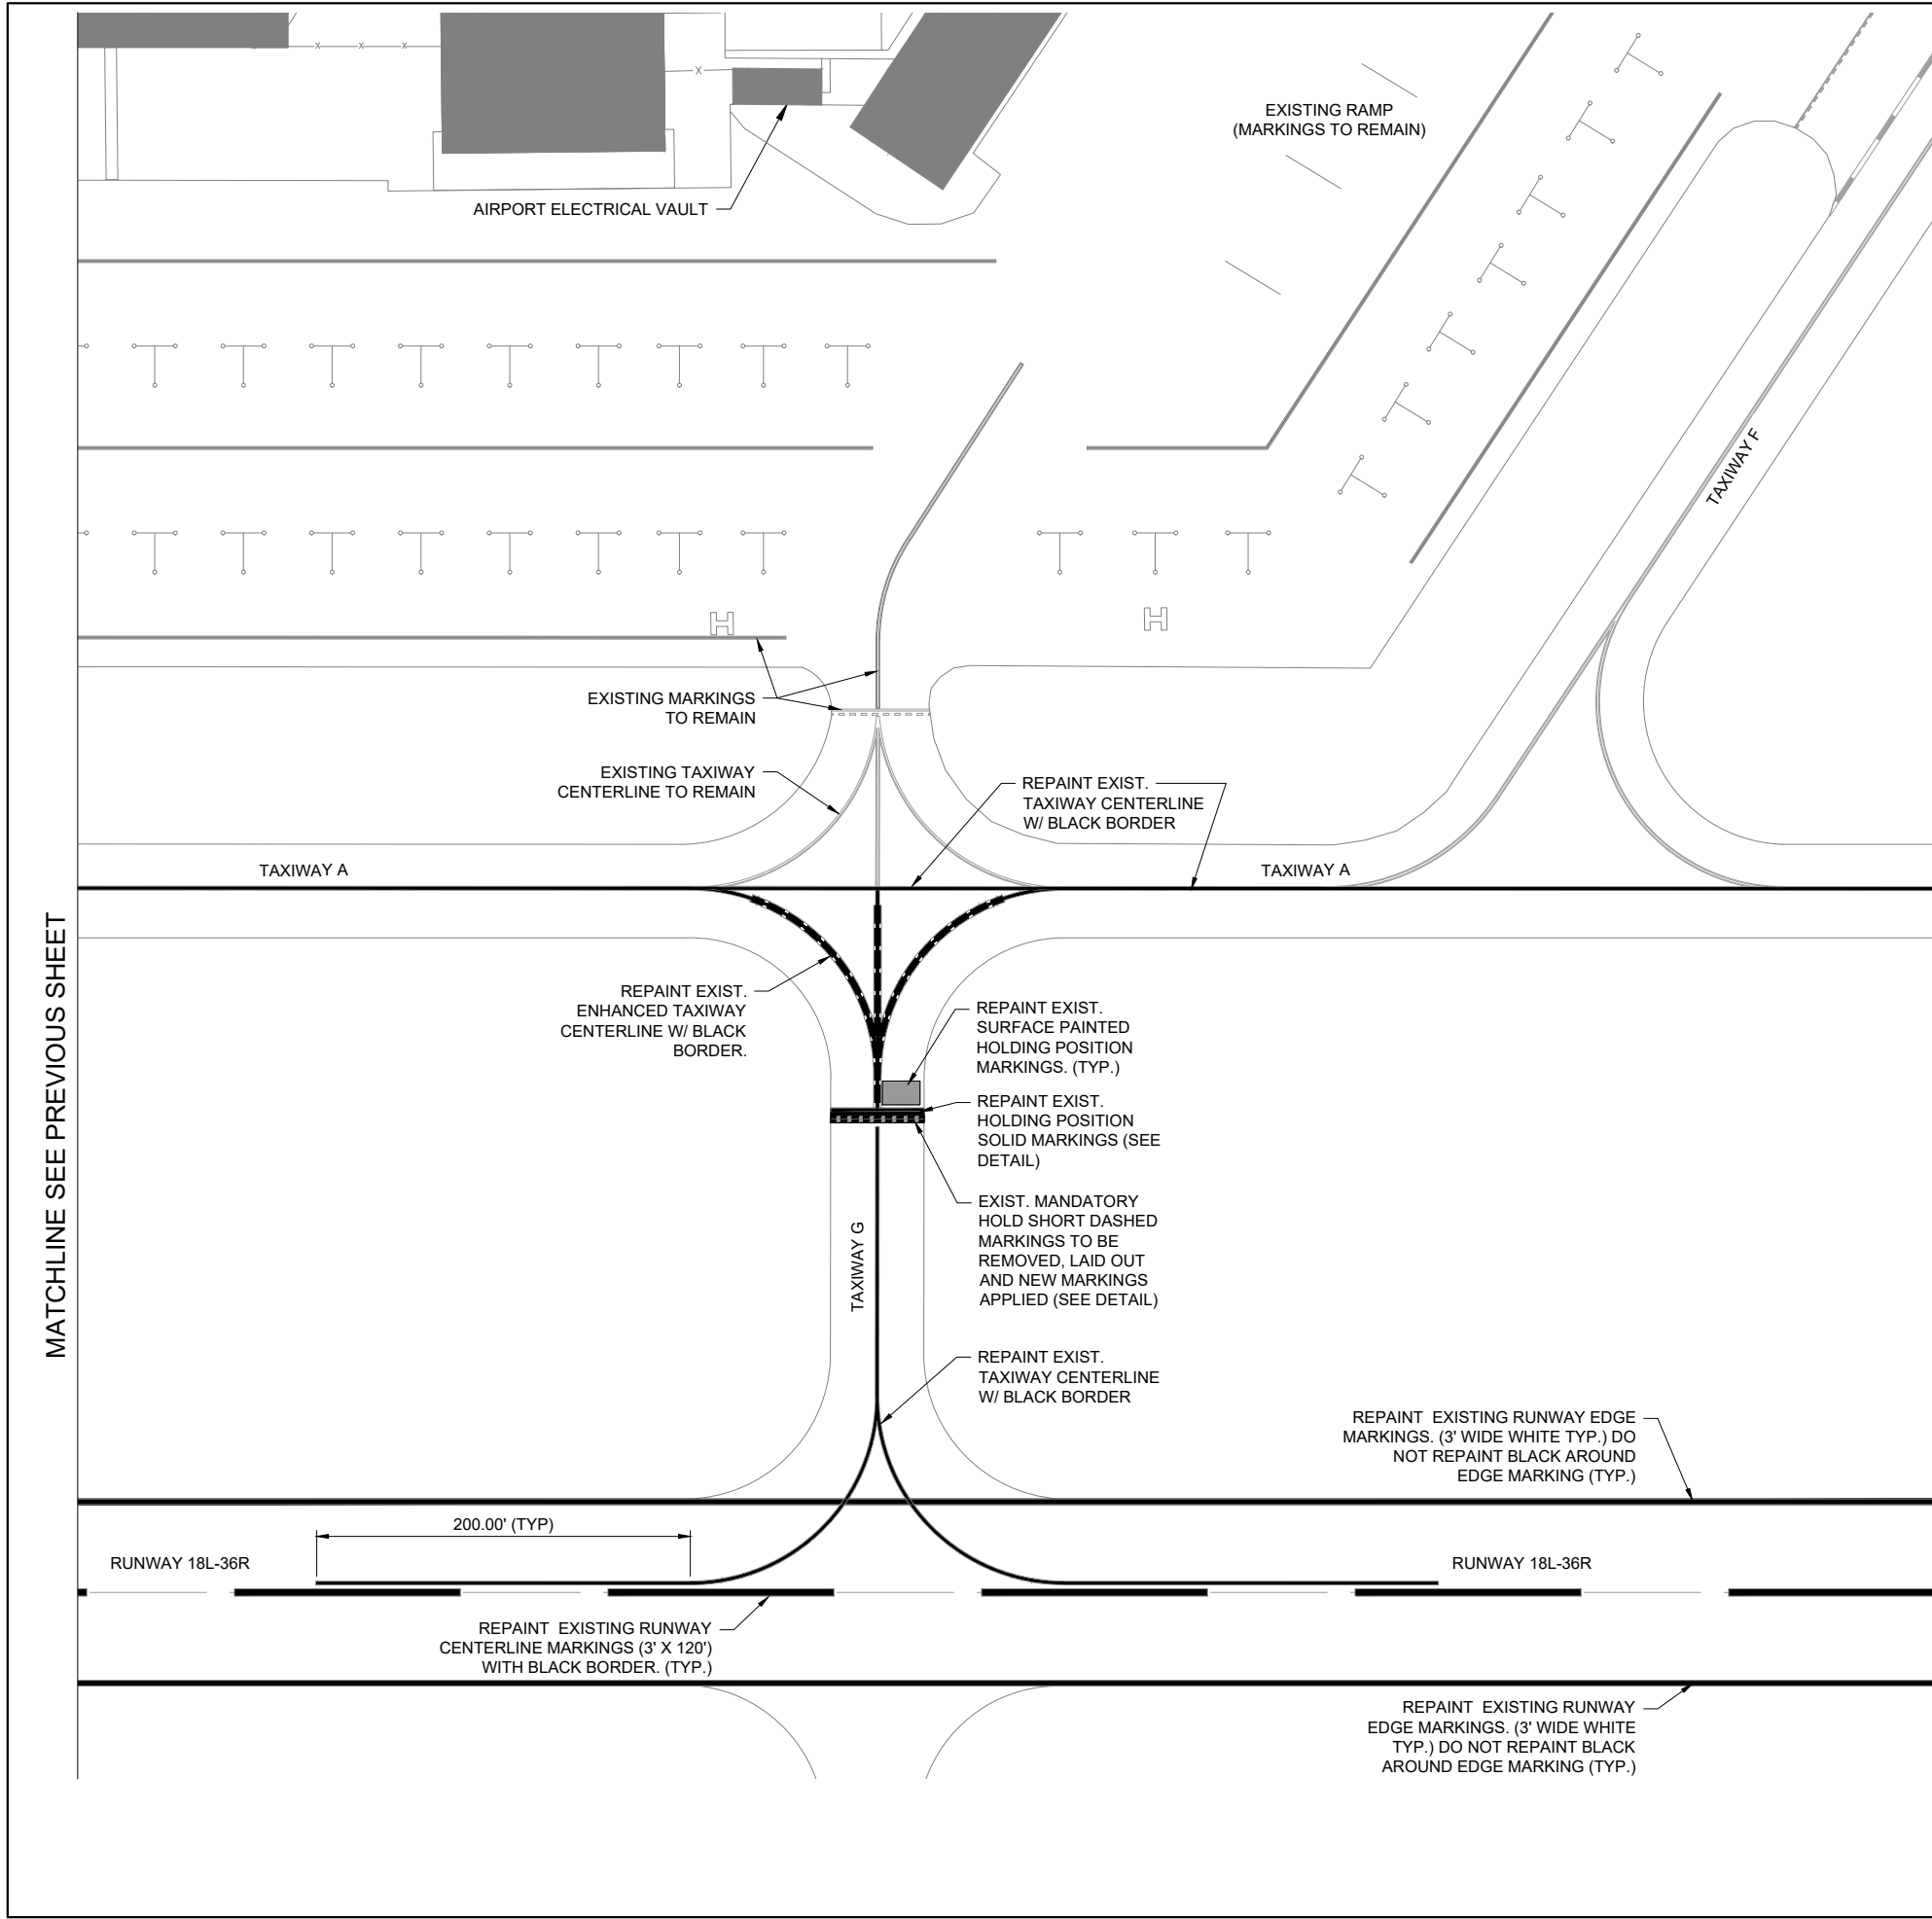 EXISTING RAMP
(MARKINGS TO REMAIN)
AIRPORT ELECTRICAL VAULT
TAXIWAY F
H
H
EXISTING MARKINGS
TO REMAIN
EXISTING TAXIWAY
CENTERLINE TO REMAIN
REPAINT EXIST.
TAXIWAY CENTERLINE
W/ BLACK BORDER
TAXIWAY A
TAXIWAY A
MATCHLINE SEE PREVIOUS SHEET
REPAINT EXIST.
ENHANCED TAXIWAY
CENTERLINE W/ BLACK
BORDER.
REPAINT EXIST.
SURFACE PAINTED
HOLDING POSITION
MARKINGS. (TYP.)
REPAINT EXIST.
HOLDING POSITION
SOLID MARKINGS (SEE
DETAIL)
EXIST. MANDATORY
HOLD SHORT DASHED
MARKINGS TO BE
REMOVED, LAID OUT
AND NEW MARKINGS
APPLIED (SEE DETAIL)
TAXIWAY G
REPAINT EXIST.
TAXIWAY CENTERLINE
W/ BLACK BORDER
REPAINT  EXISTING RUNWAY EDGE
MARKINGS. (3' WIDE WHITE TYP.) DO
NOT REPAINT BLACK AROUND
EDGE MARKING (TYP.)
200.00' (TYP)
RUNWAY 18L-36R
RUNWAY 18L-36R
REPAINT  EXISTING RUNWAY
CENTERLINE MARKINGS (3' X 120')
WITH BLACK BORDER. (TYP.)
REPAINT  EXISTING RUNWAY
EDGE MARKINGS. (3' WIDE WHITE
TYP.) DO NOT REPAINT BLACK
AROUND EDGE MARKING (TYP.)